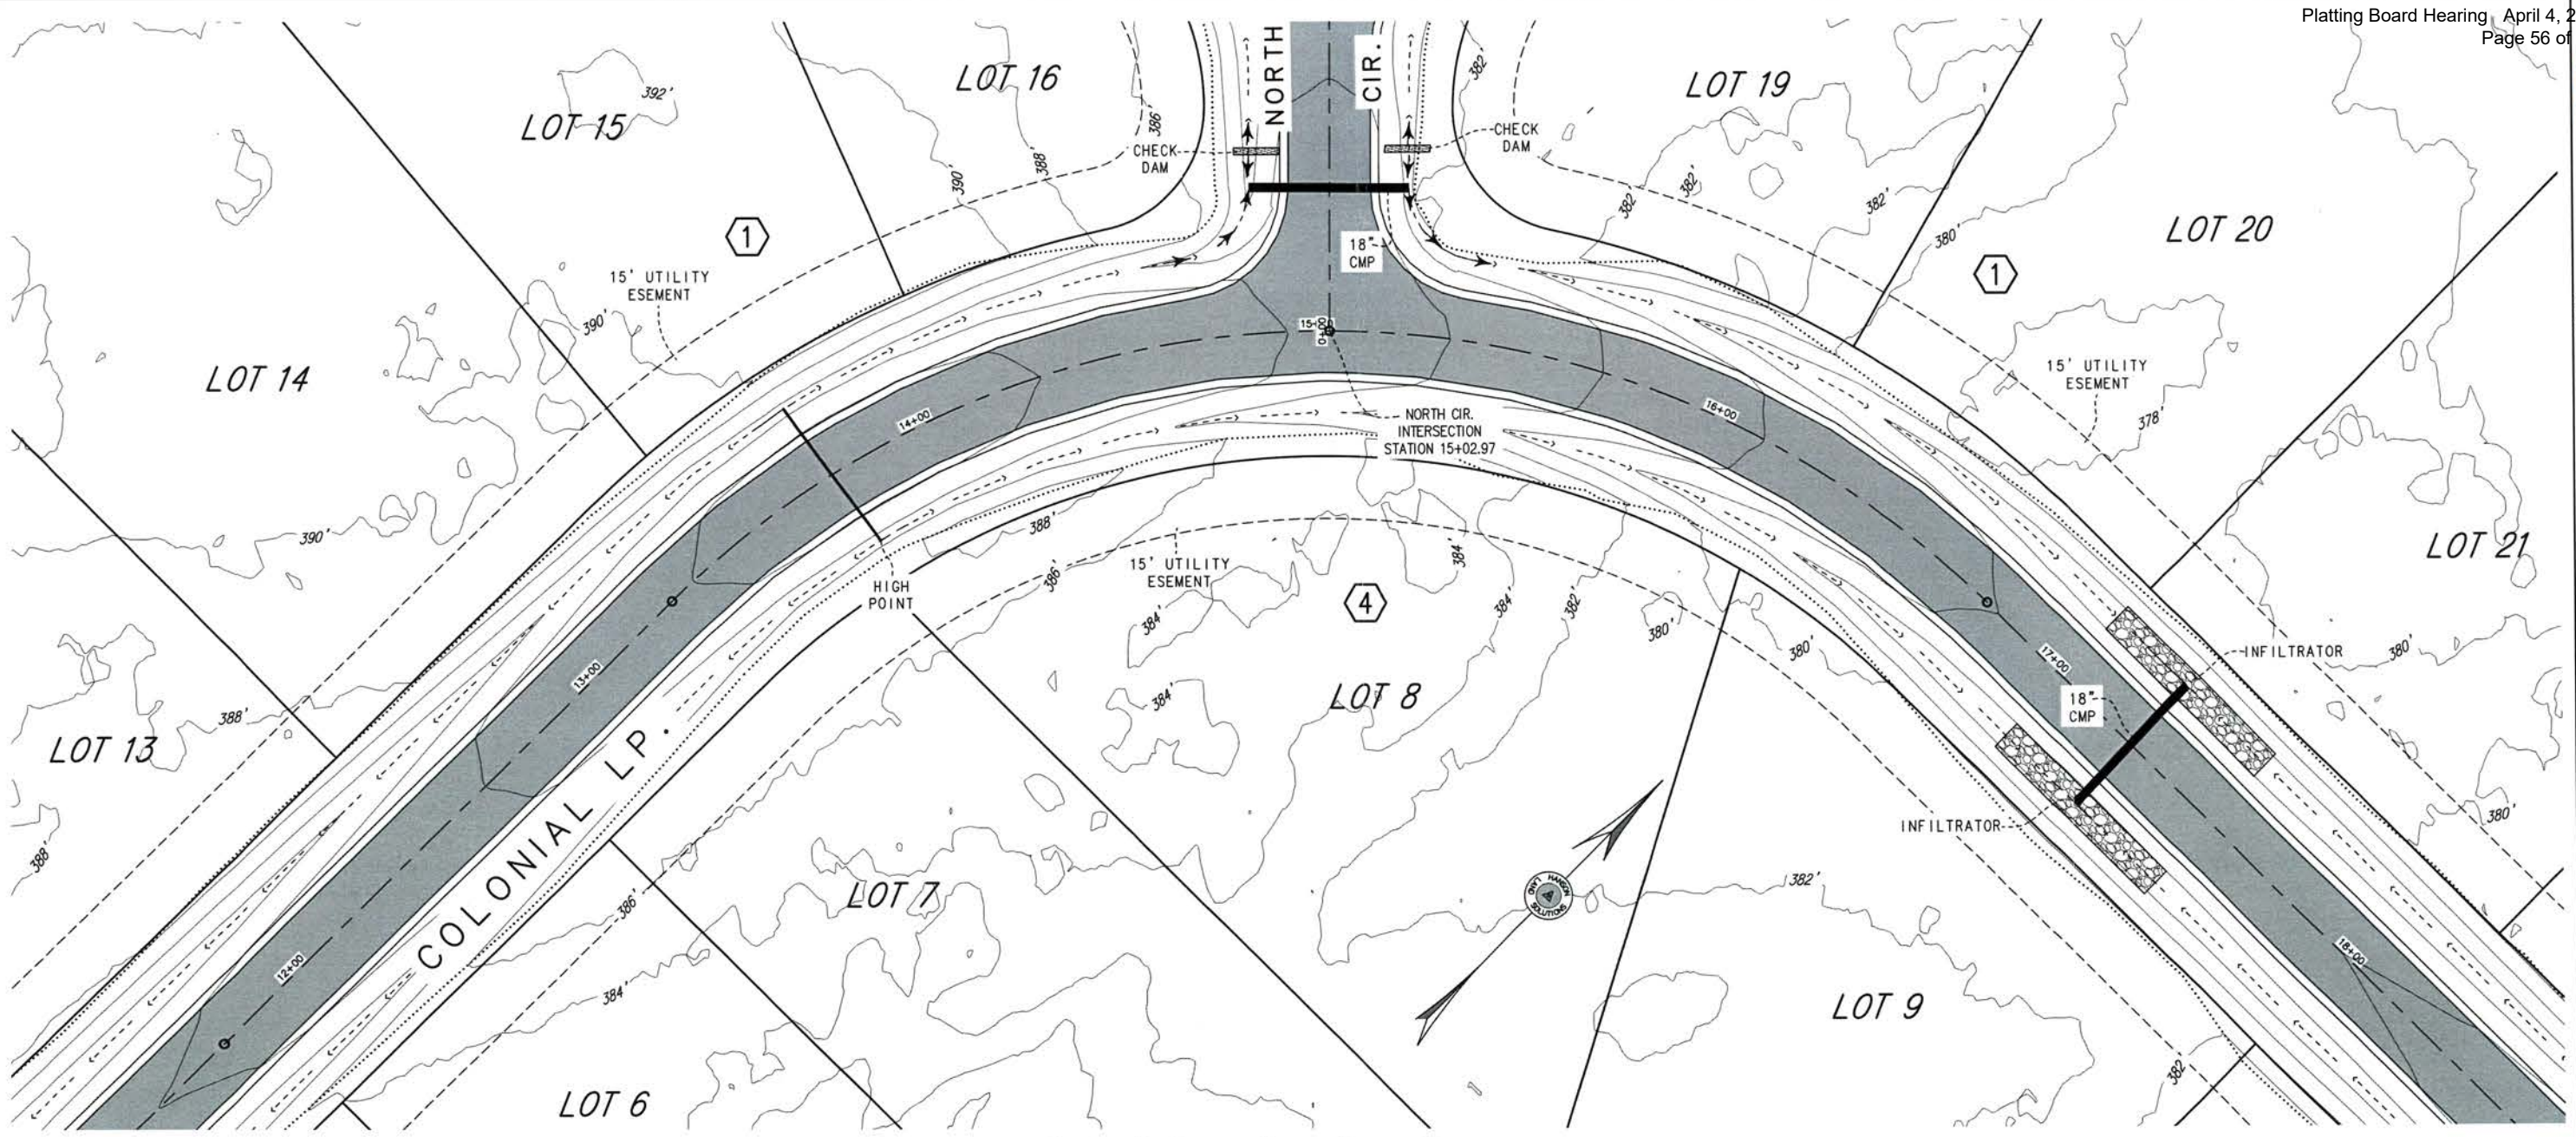 Platting Board Hearing April 4, 2
Page 56 of
LOT 16
NORTH
CIR.
382'
LOT 19
392'
LOT 15
386'
388'
390'
CHECK
DAM
CHECK
DAM
382'
382'
382'
380'
LOT 20
1
18"
CMP
1
15' UTILITY
ESEMENT
390'
15+00
0+00
LOT 14
15' UTILITY
ESEMENT
378'
14+00
16+00
NORTH CIR.
INTERSECTION
STATION 15+02.97
390'
388'
386'
15' UTILITY
ESEMENT
384'
384'
384'
382'
LOT 21
HIGH
POINT
4
380'
380'
INFILTRATOR
380'
13+00
17+00
384'
LOT 8
18"
CMP
388'
LOT 13
COLONIAL LP.
INFILTRATOR
380'
388'
LOT 7
386'
HANSON
LAND
SOLUTIONS
382'
12+00
18+00
384'
LOT 9
LOT 6
382'